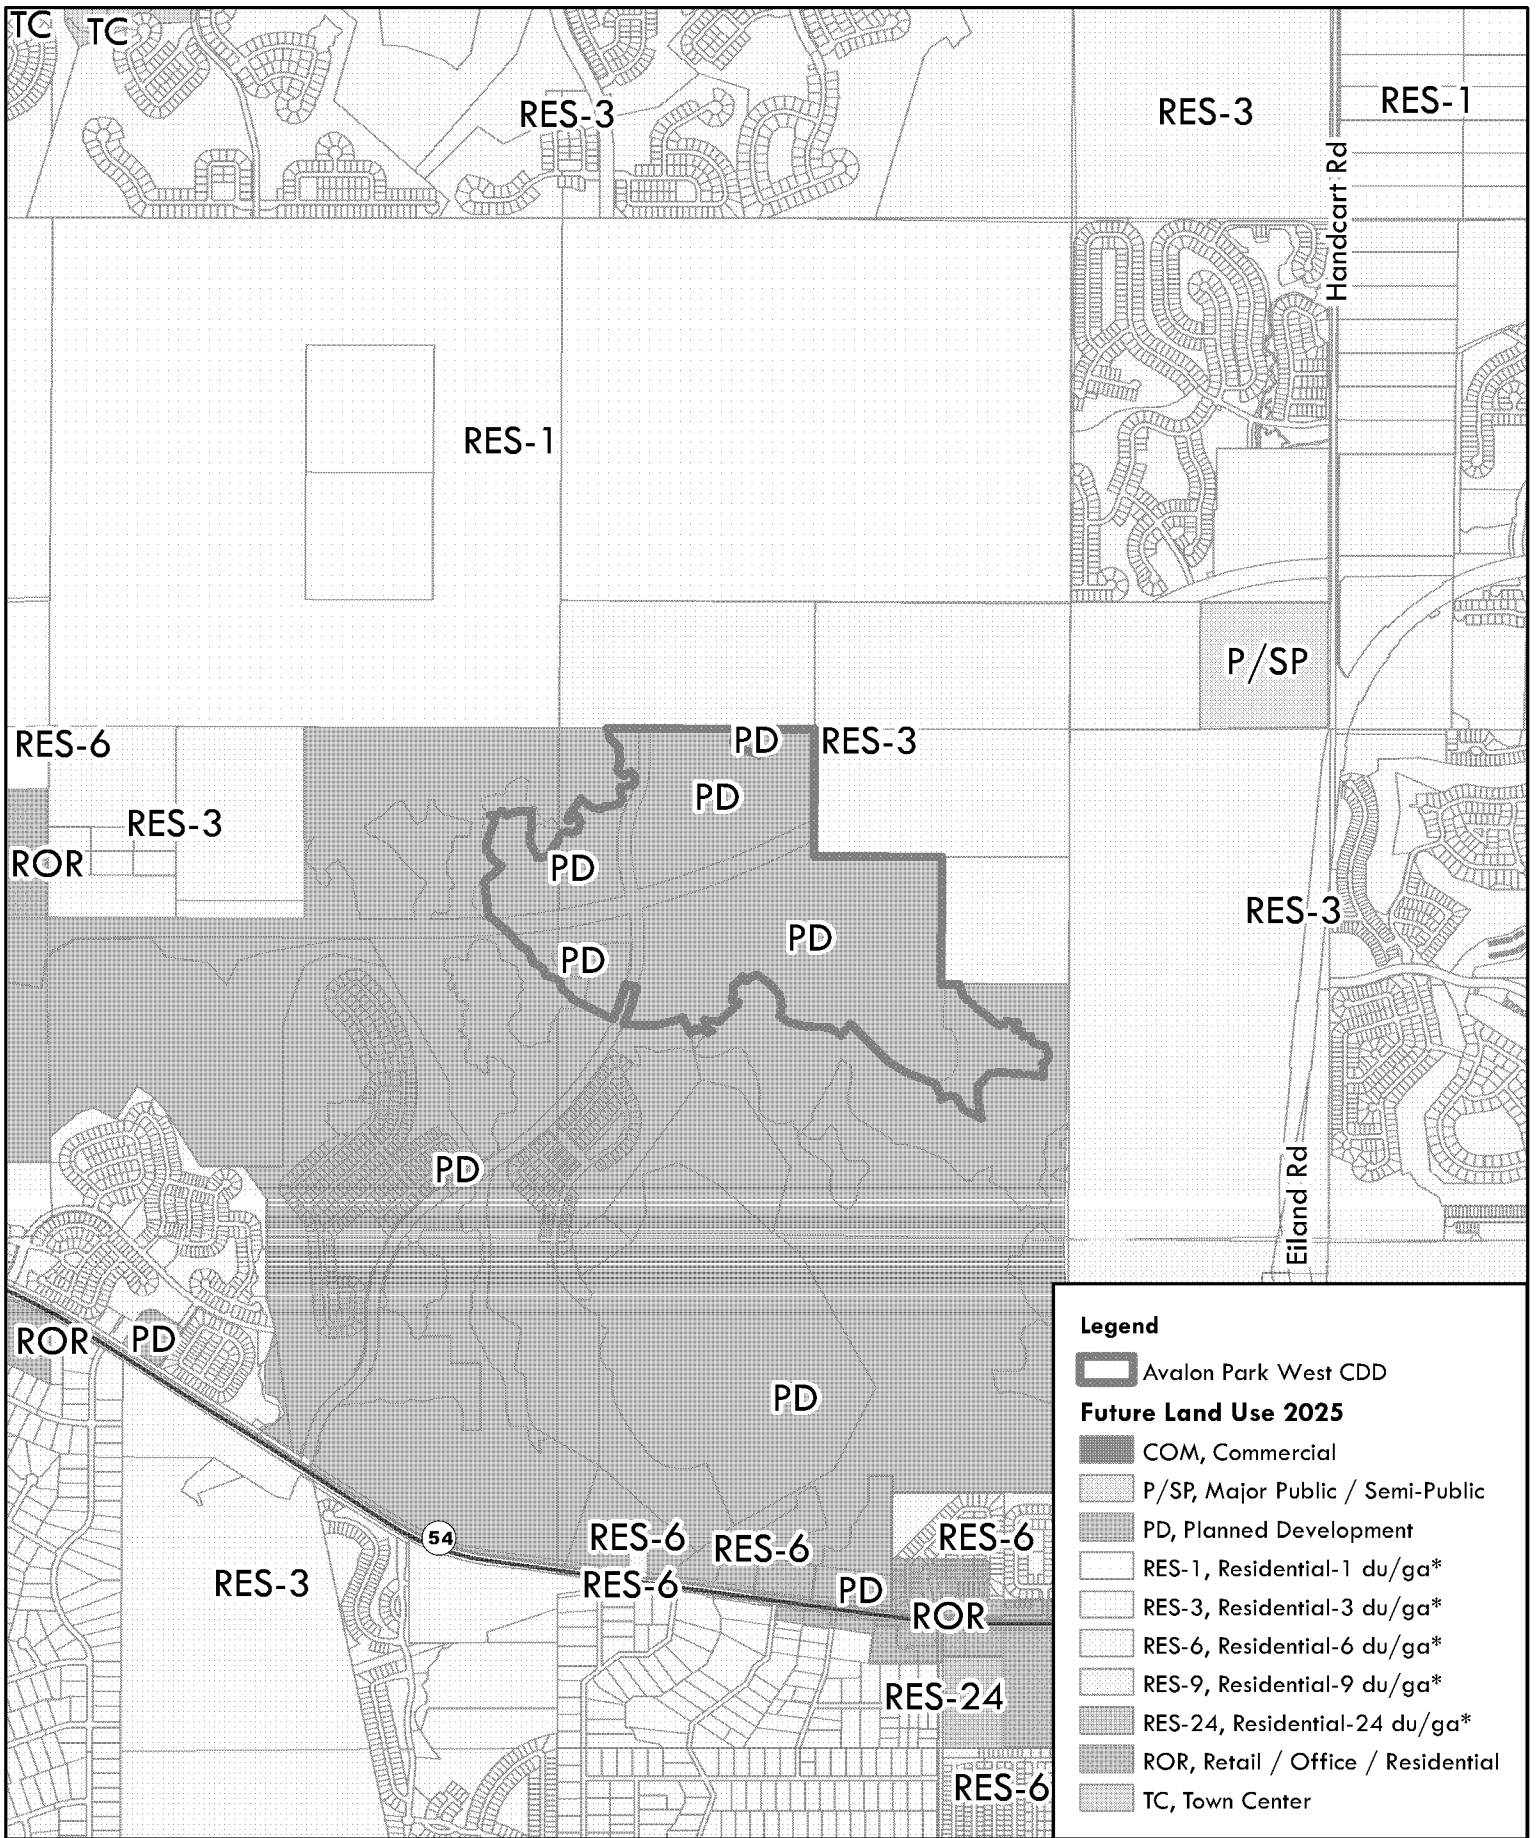 TC
TC
RES-3
RES-3
RES-1
Handcart Rd
RES-1
P/SP
RES-6
PD
RES-3
PD
RES-3
ROR
PD
RES-3
PD
PD
PD
Eiland Rd
ROR
PD
PD
54
RES-6
RES-6
RES-6
RES-3
RES-6
PD
ROR
RES-24
RES-6
Legend
Avalon Park West CDD
Future Land Use 2025
COM, Commercial
P/SP, Major Public / Semi-Public
PD, Planned Development
RES-1, Residential-1 du/ga*
RES-3, Residential-3 du/ga*
RES-6, Residential-6 du/ga*
RES-9, Residential-9 du/ga*
RES-24, Residential-24 du/ga*
ROR, Retail / Office / Residential
TC, Town Center